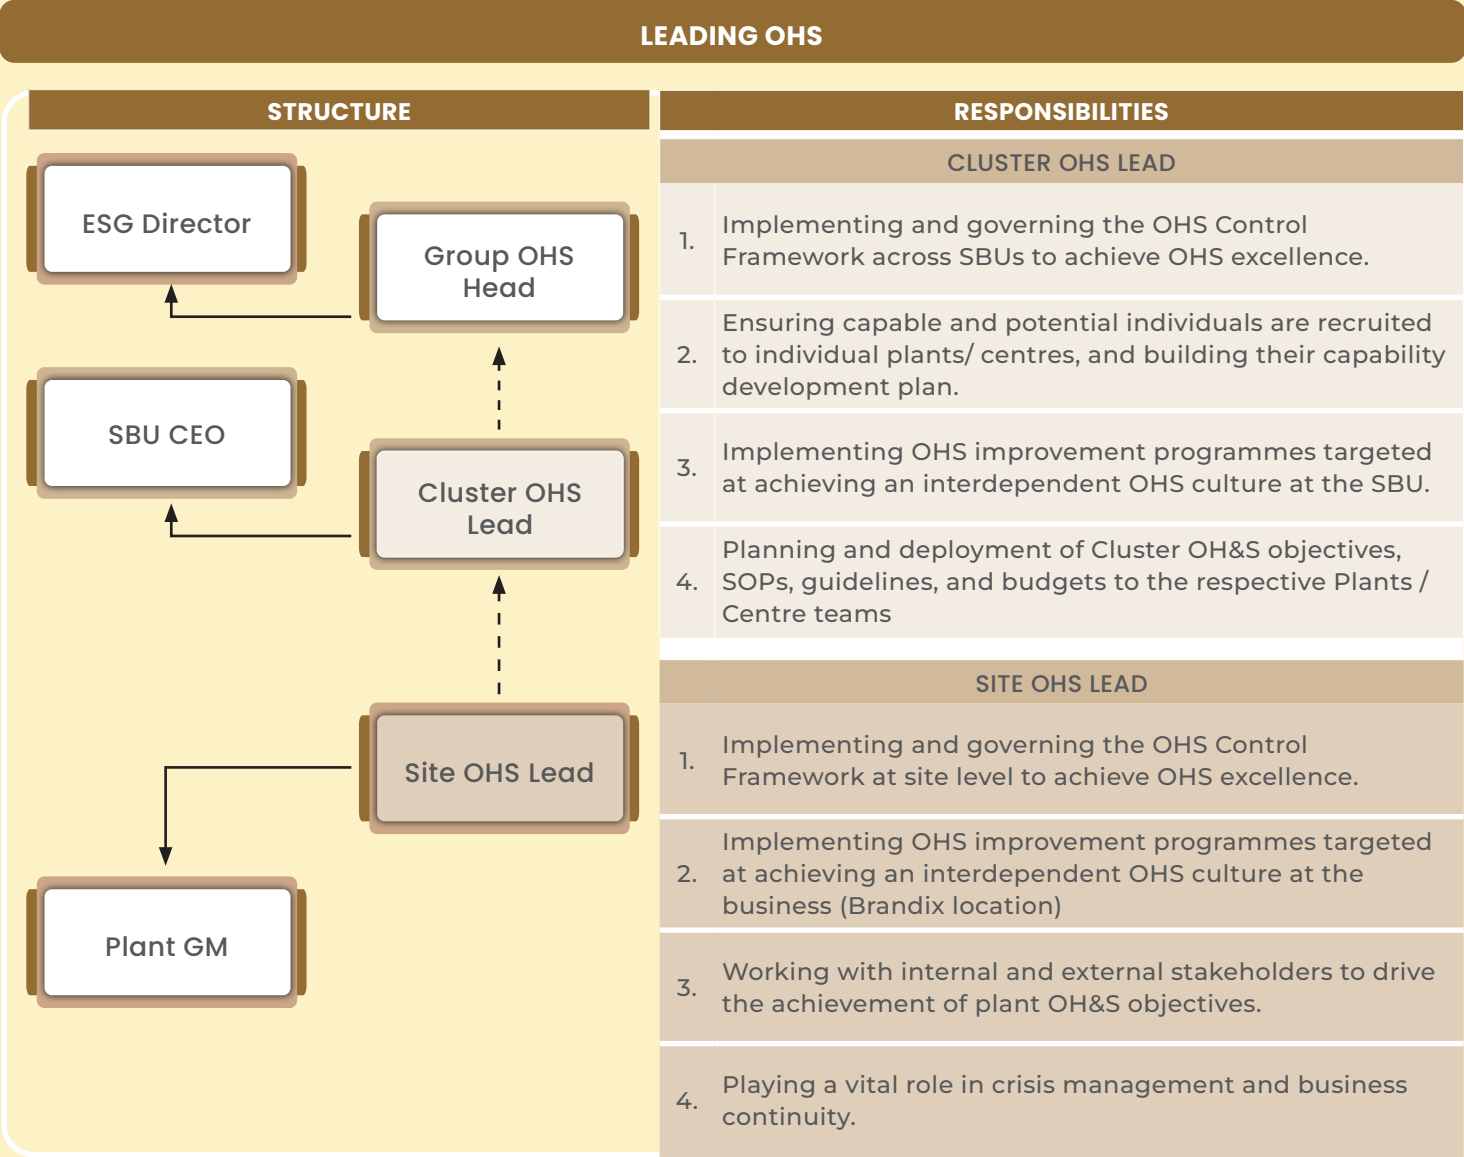 LEADING OHS
STRUCTURE
ESG Director
Group OHS
Head
SBU CEO
Cluster OHS
Lead
Site OHS Lead
Plant GM
RESPONSIBILITIES
CLUSTER OHS LEAD
1.
Implementing and governing the OHS Control
Framework across SBUs to achieve OHS excellence.
2.
Ensuring capable and potential individuals are recruited
to individual plants/ centres, and building their capability
development plan.
3.
Implementing OHS improvement programmes targeted
at achieving an interdependent OHS culture at the SBU.
4.
Planning and deployment of Cluster OH&S objectives,
SOPs, guidelines, and budgets to the respective Plants /
Centre teams
SITE OHS LEAD
1.
Implementing and governing the OHS Control
Framework at site level to achieve OHS excellence.
2.
Implementing OHS improvement programmes targeted
at achieving an interdependent OHS culture at the
business (Brandix location)
3.
Working with internal and external stakeholders to drive
the achievement of plant OH&S objectives.
4.
Playing a vital role in crisis management and business
continuity.